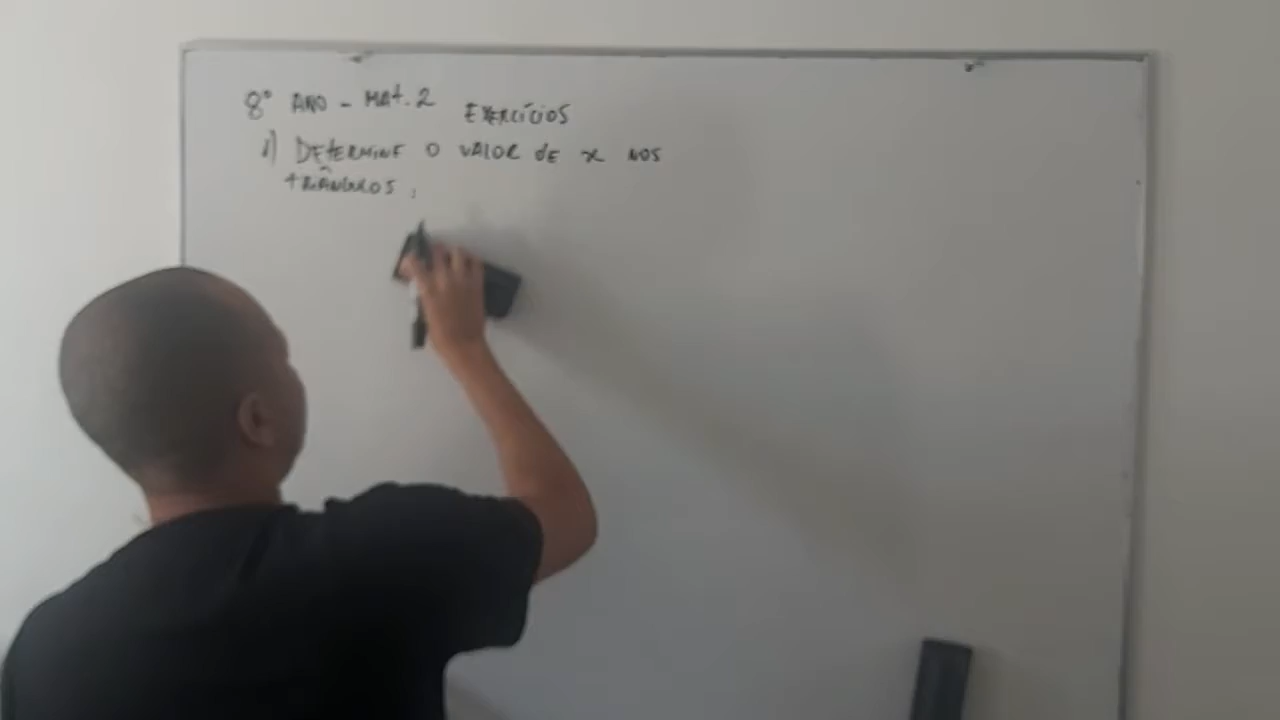 8° ANO - MAT. 2 EXERCÍCIOS
1) DETERMINE O VALOR DE x NOS
TRIÂNGULOS.